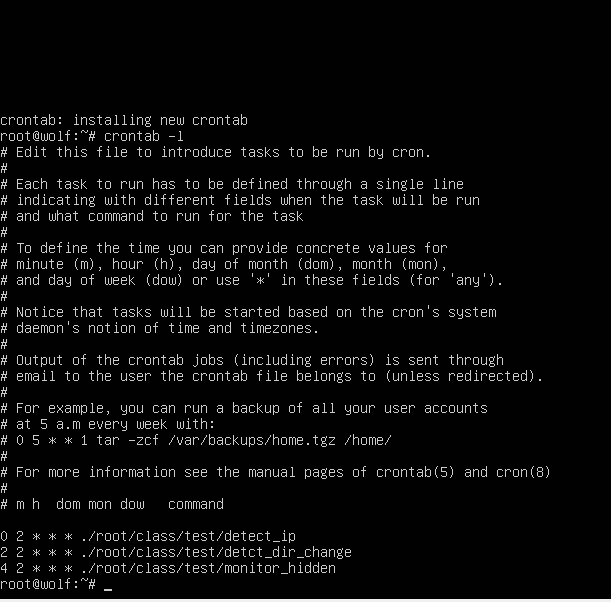 crontab: installing new crontab
root@wolf:~# crontab -l
# Edit this file to introduce tasks to be run by cron.
#
# Each task to run has to be defined through a single line
# indicating with different fields when the task will be run
# and what command to run for the task
#
# To define the time you can provide concrete values for
# minute (m), hour (h), day of month (dom), month (mon),
# and day of week (dow) or use '*' in these fields (for 'any').
#
# Notice that tasks will be started based on the cron's system
# daemon's notion of time and timezones.
#
# Output of the crontab jobs (including errors) is sent through
# email to the user the crontab file belongs to (unless redirected).
#
# For example, you can run a backup of all your user accounts
# at 5 a.m every week with:
# 0 5 * * 1 tar -zcf /var/backups/home.tgz /home/
#
# For more information see the manual pages of crontab(5) and cron(8)
#
# m h  dom mon dow   command

0 2 * * * ./root/class/test/detect_ip
2 2 * * * ./root/class/test/detct_dir_change
4 2 * * * ./root/class/test/monitor_hidden
root@wolf:~# _